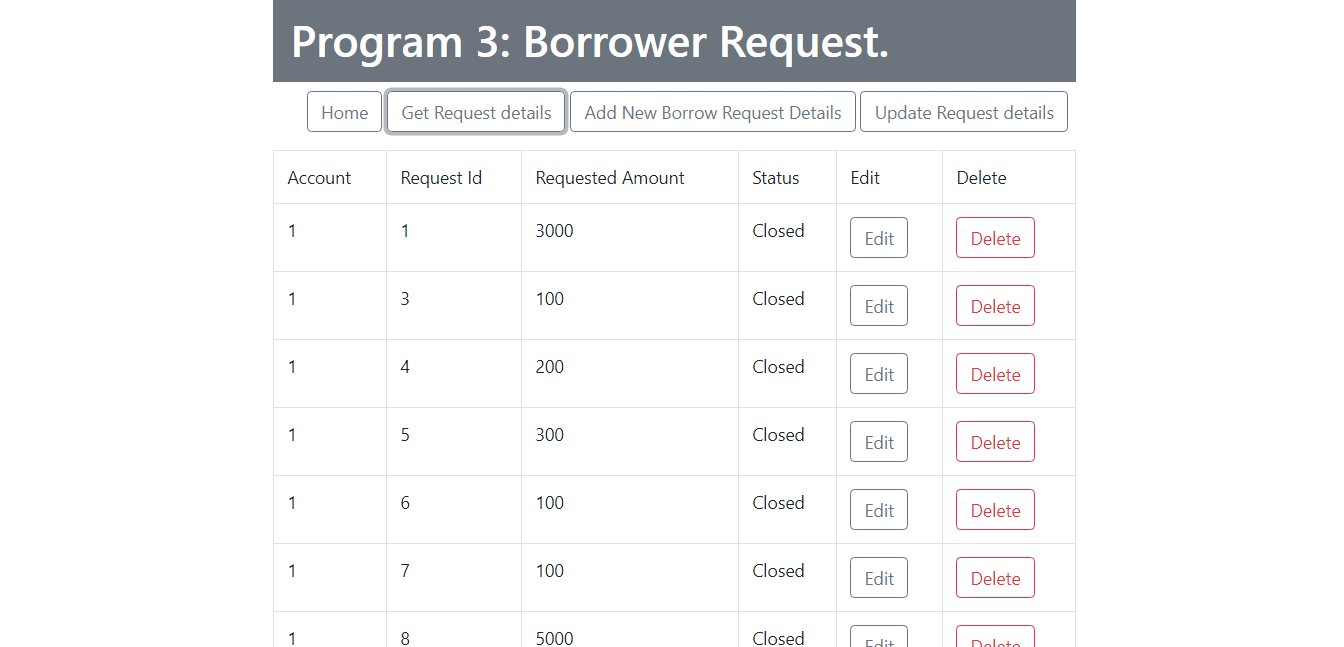 Program 3: Borrower Request.
Home Get Request details Add New Borrow Request Details Update Request details
Account Request Id Requested Amount Status Edit Delete
1 1 3000 Closed Edit Delete
1 3 100 Closed Edit Delete
1 4 200 Closed Edit Delete
1 5 300 Closed Edit Delete
1 6 100 Closed Edit Delete
1 7 100 Closed Edit Delete
1 8 5000 Closed Edit Delete